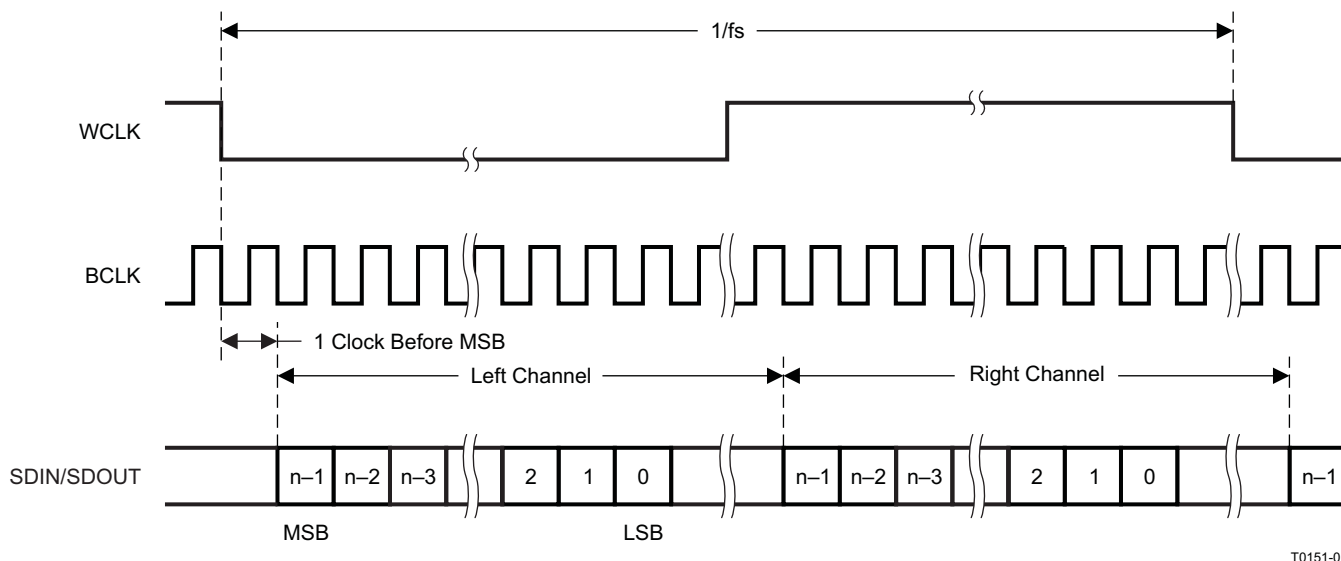 1/fs
WCLK
BCLK
1 Clock Before MSB
Left Channel
Right Channel
SDIN/SDOUT
n–1 n–2 n–3 2 1 0 n–1 n–2 n–3 2 1 0 n–1
MSB LSB
T0151-0